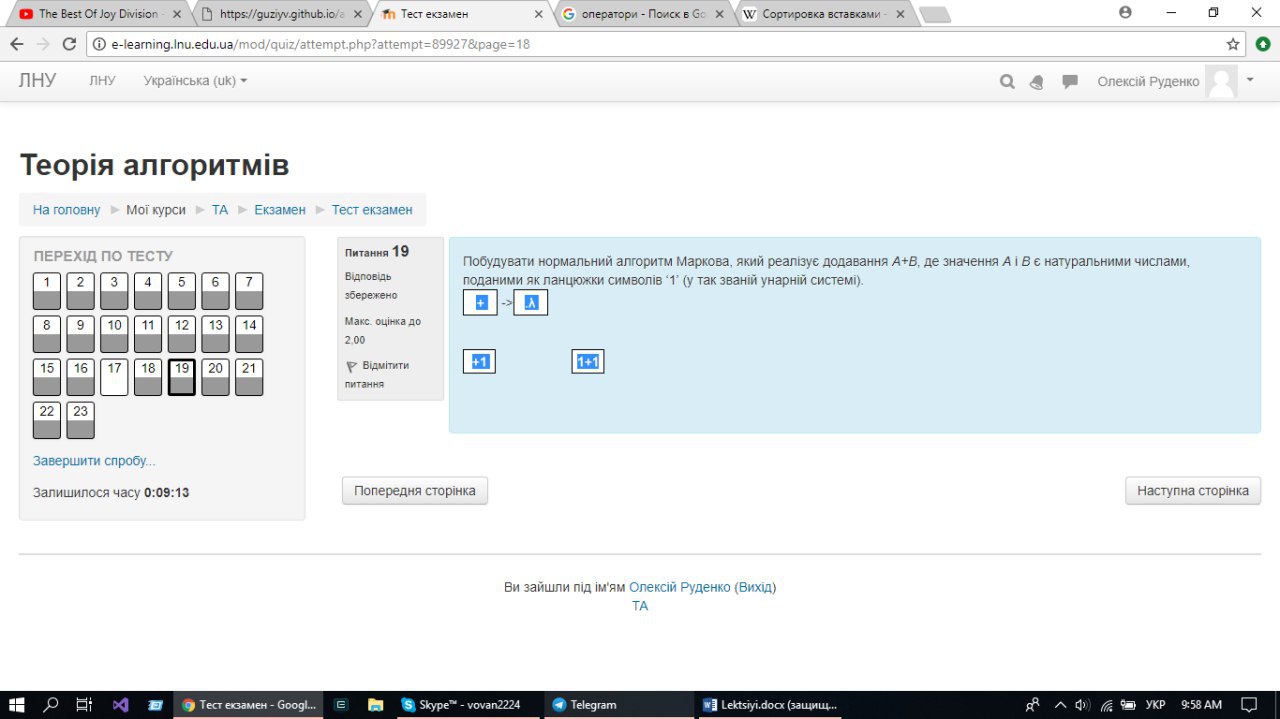 The Best Of Joy Division -
https://guziyv.github.io/a
Тест екзамен
оператори - Поиск в Go
Сортировка вставками -
e-learning.lnu.edu.ua/mod/quiz/attempt.php?attempt=89927&page=18
ЛНУ ЛНУ Українська (uk) Олексій Руденко
Теорія алгоритмів
На головну ► Мої курси ► ТА ► Екзамен ► Тест екзамен
ПЕРЕХІД ПО ТЕСТУ
1 2 3 4 5 6 7
8 9 10 11 12 13 14
15 16 17 18 19 20 21
22 23
Завершити спробу...
Залишилося часу 0:09:13
Питання 19
Відповідь
збережено
Макс. оцінка до
2,00
Відмітити
питання
Побудувати нормальний алгоритм Маркова, який реалізує додавання A+B, де значення A і B є натуральними числами,
поданими як ланцюжки символів ‘1’ (у так званій унарній системі).
+ -> .λ
+1 1+1
Попередня сторінка
Наступна сторінка
Ви зайшли під ім'ям Олексій Руденко (Вихід)
ТА
Тест екзамен - Googl...
Skype™ - vovan2224
Telegram
Lektsiyi.docx (защищ...
УКР
9:58 AM